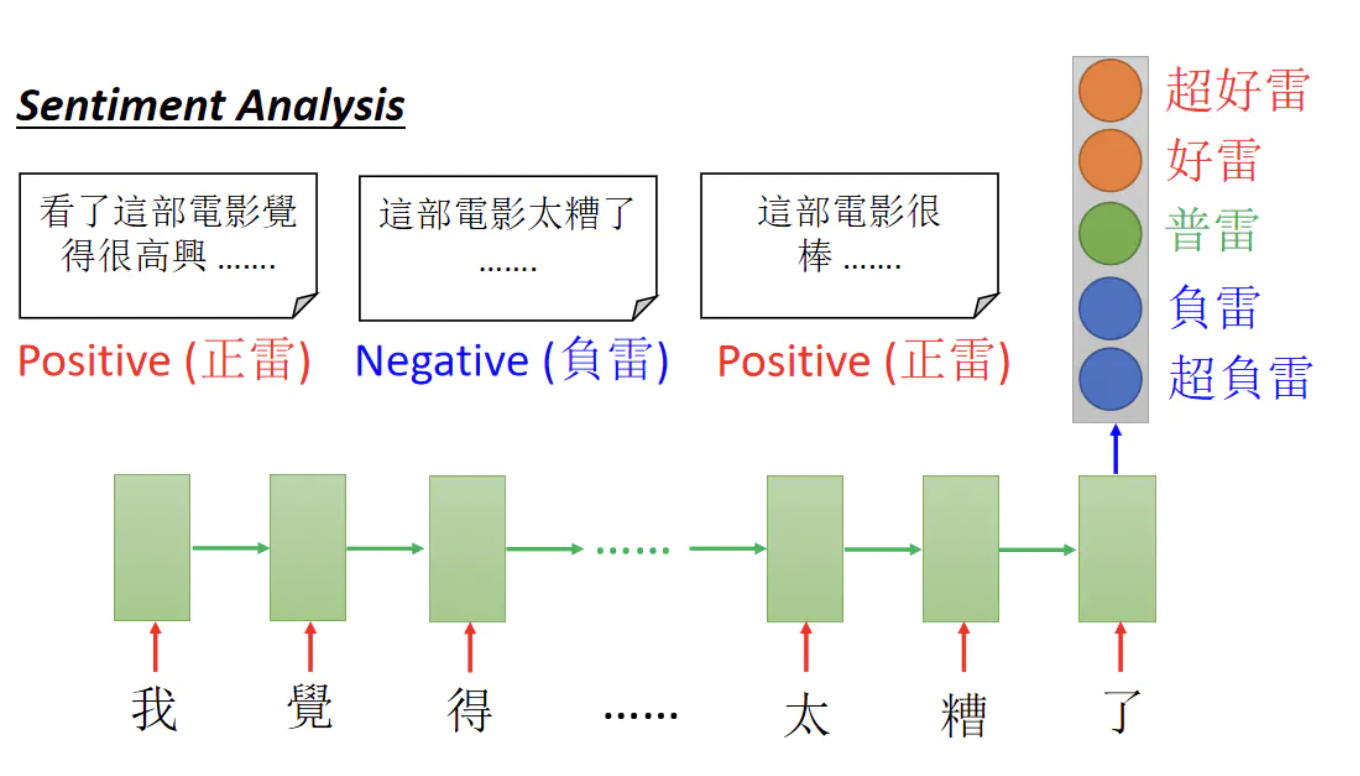 Sentiment Analysis
看了這部電影覺
得很高興 …….
Positive (正雷)
這部電影太糟了
…….
Negative (負雷)
這部電影很
棒 …….
Positive (正雷)
超好雷
好雷
普雷
負雷
超負雷
……
我 覺 得 …… 太 糟 了